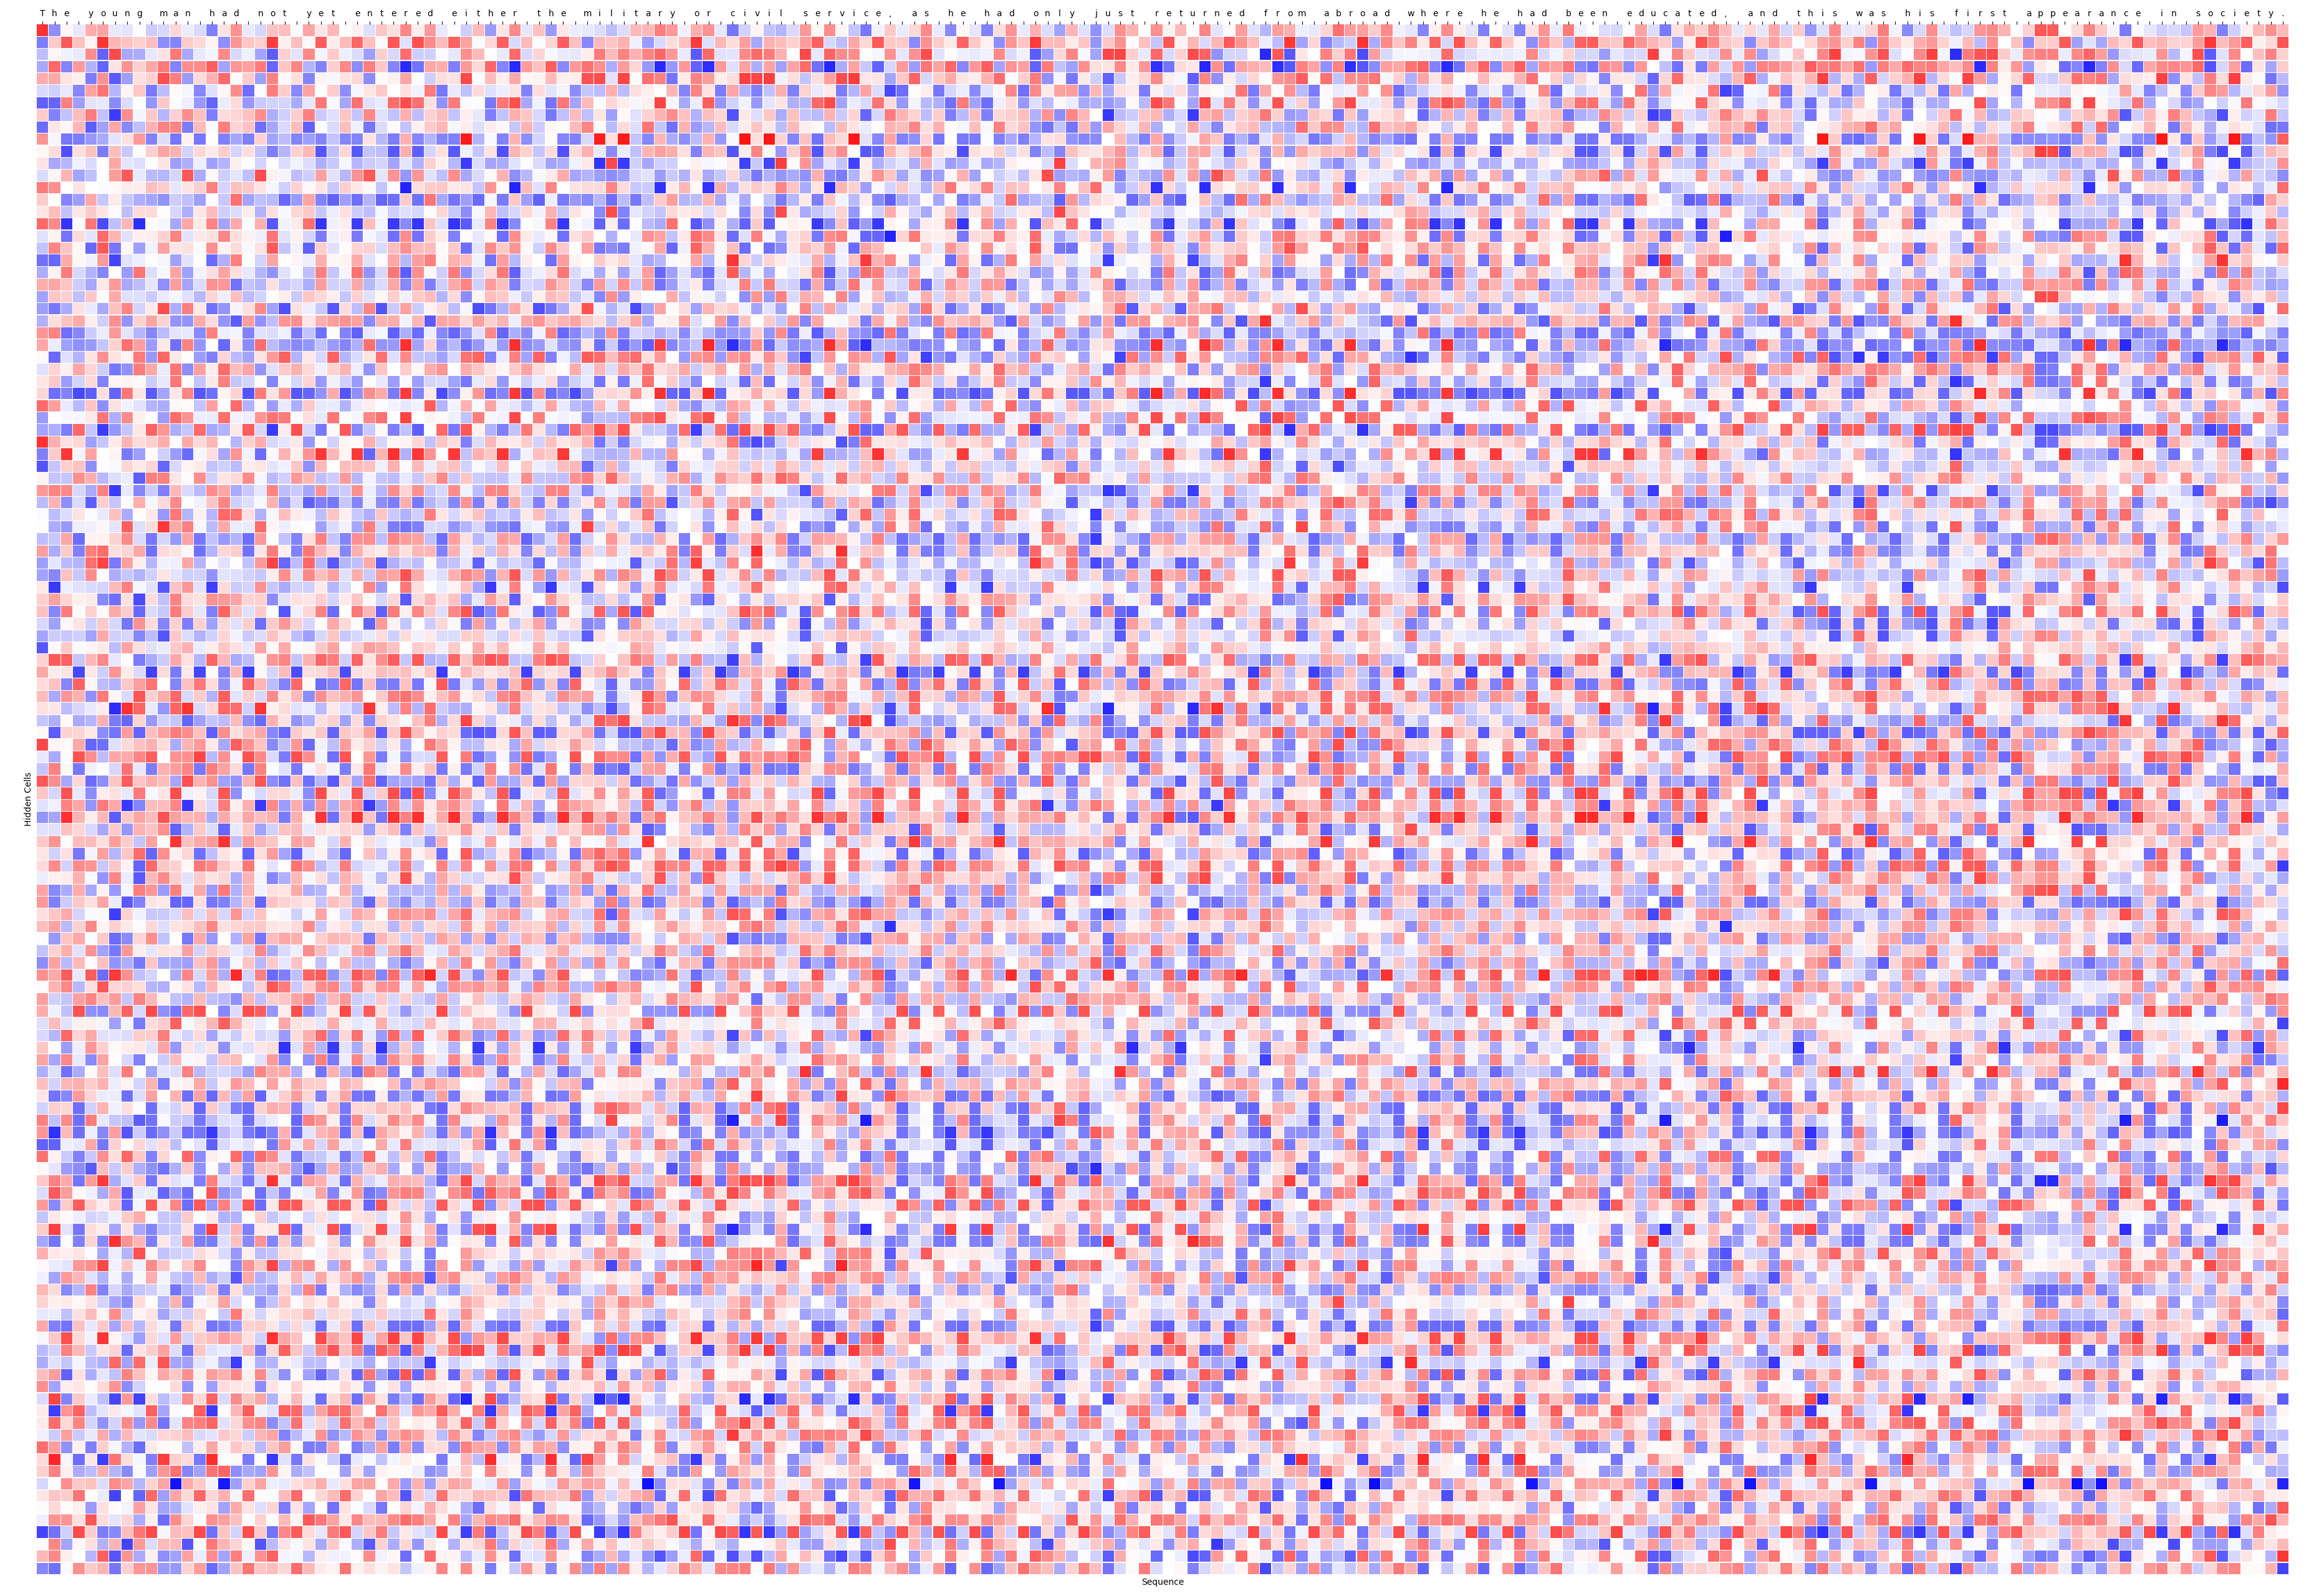 The young man had not yet entered either the military or civil service, as he had only just returned from abroad where he had been educated, and this was his first appearance in society.
Hidden Cells
Sequence